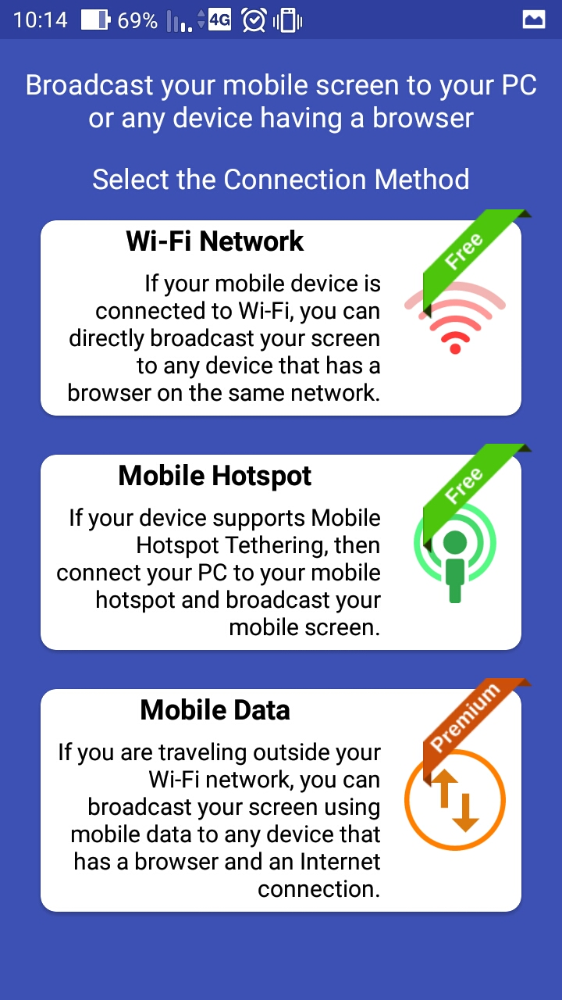 10:14 69% 4G
Broadcast your mobile screen to your PC
or any device having a browser
Select the Connection Method
Free
Wi-Fi Network
If your mobile device is
connected to Wi-Fi, you can
directly broadcast your screen
to any device that has a
browser on the same network.
Free
Mobile Hotspot
If your device supports Mobile
Hotspot Tethering, then
connect your PC to your mobile
hotspot and broadcast your
mobile screen.
Premium
Mobile Data
If you are traveling outside your
Wi-Fi network, you can
broadcast your screen using
mobile data to any device that
has a browser and an Internet
connection.